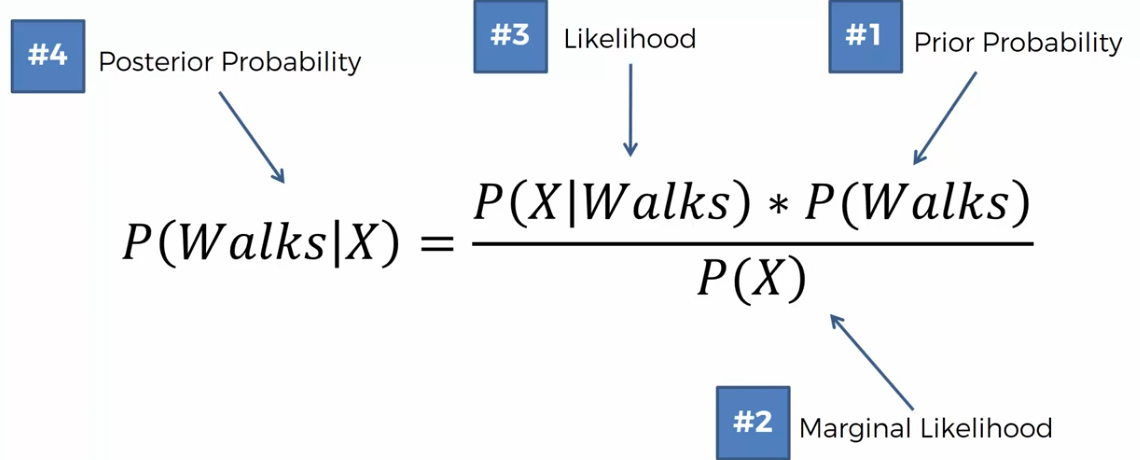 #4 Posterior Probability
#3 Likelihood
#1 Prior Probability
P(Walks|X) = P(X|Walks) * P(Walks)
P(X)
#2 Marginal Likelihood